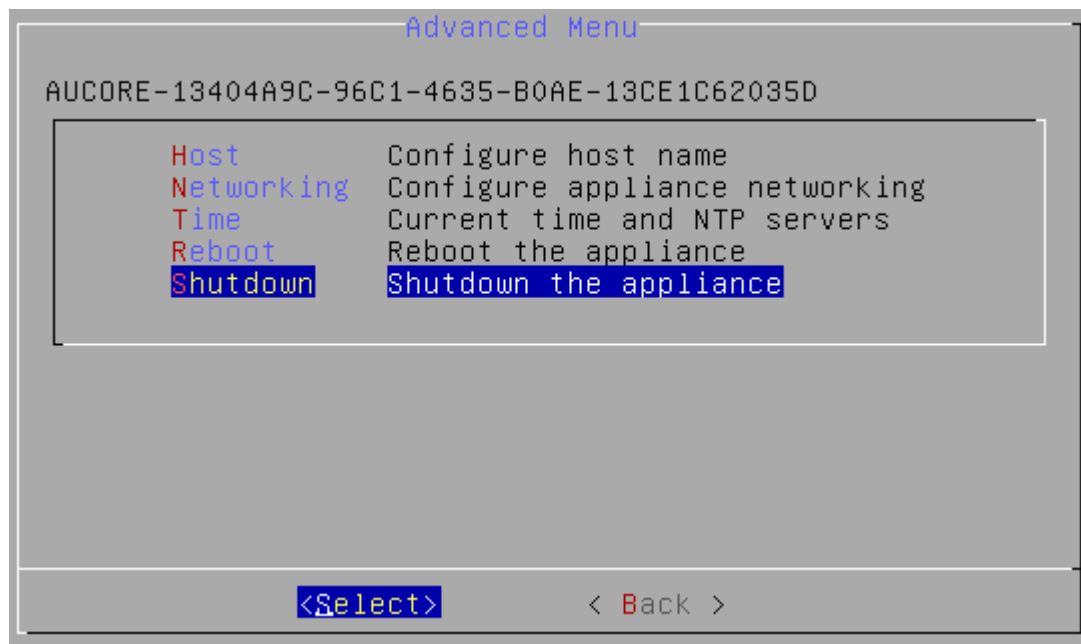 Advanced Menu
AUCORE-13404A9C-96C1-4635-B0AE-13CE1C62035D
Host Configure host name
Networking Configure appliance networking
Time Current time and NTP servers
Reboot Reboot the appliance
Shutdown Shutdown the appliance
<Select> < Back >